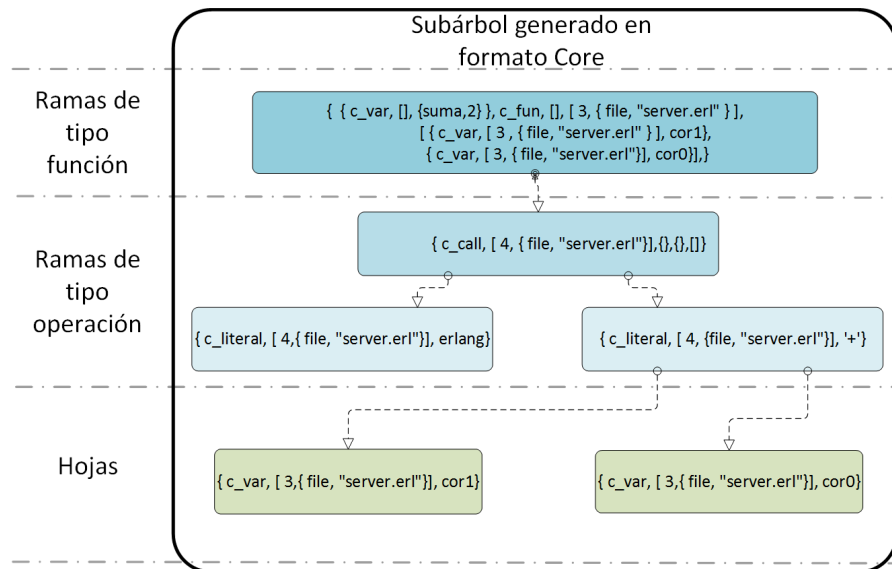 Subárbol generado en
formato Core
Ramas de
tipo
función
{ { c_var, [], {suma,2} }, c_fun, [], [ 3, { file, "server.erl" } ],
[ { c_var, [ 3 , { file, "server.erl" } ], cor1},
{ c_var, [ 3, { file, "server.erl"}], cor0}],}
Ramas de
tipo
operación
{ c_call, [ 4, { file, "server.erl"}],{},{},[]}
{ c_literal, [ 4,{ file, "server.erl"}], erlang}
{ c_literal, [ 4, {file, "server.erl"}], '+'}
Hojas
{ c_var, [ 3,{ file, "server.erl"}], cor1}
{ c_var, [ 3,{ file, "server.erl"}], cor0}